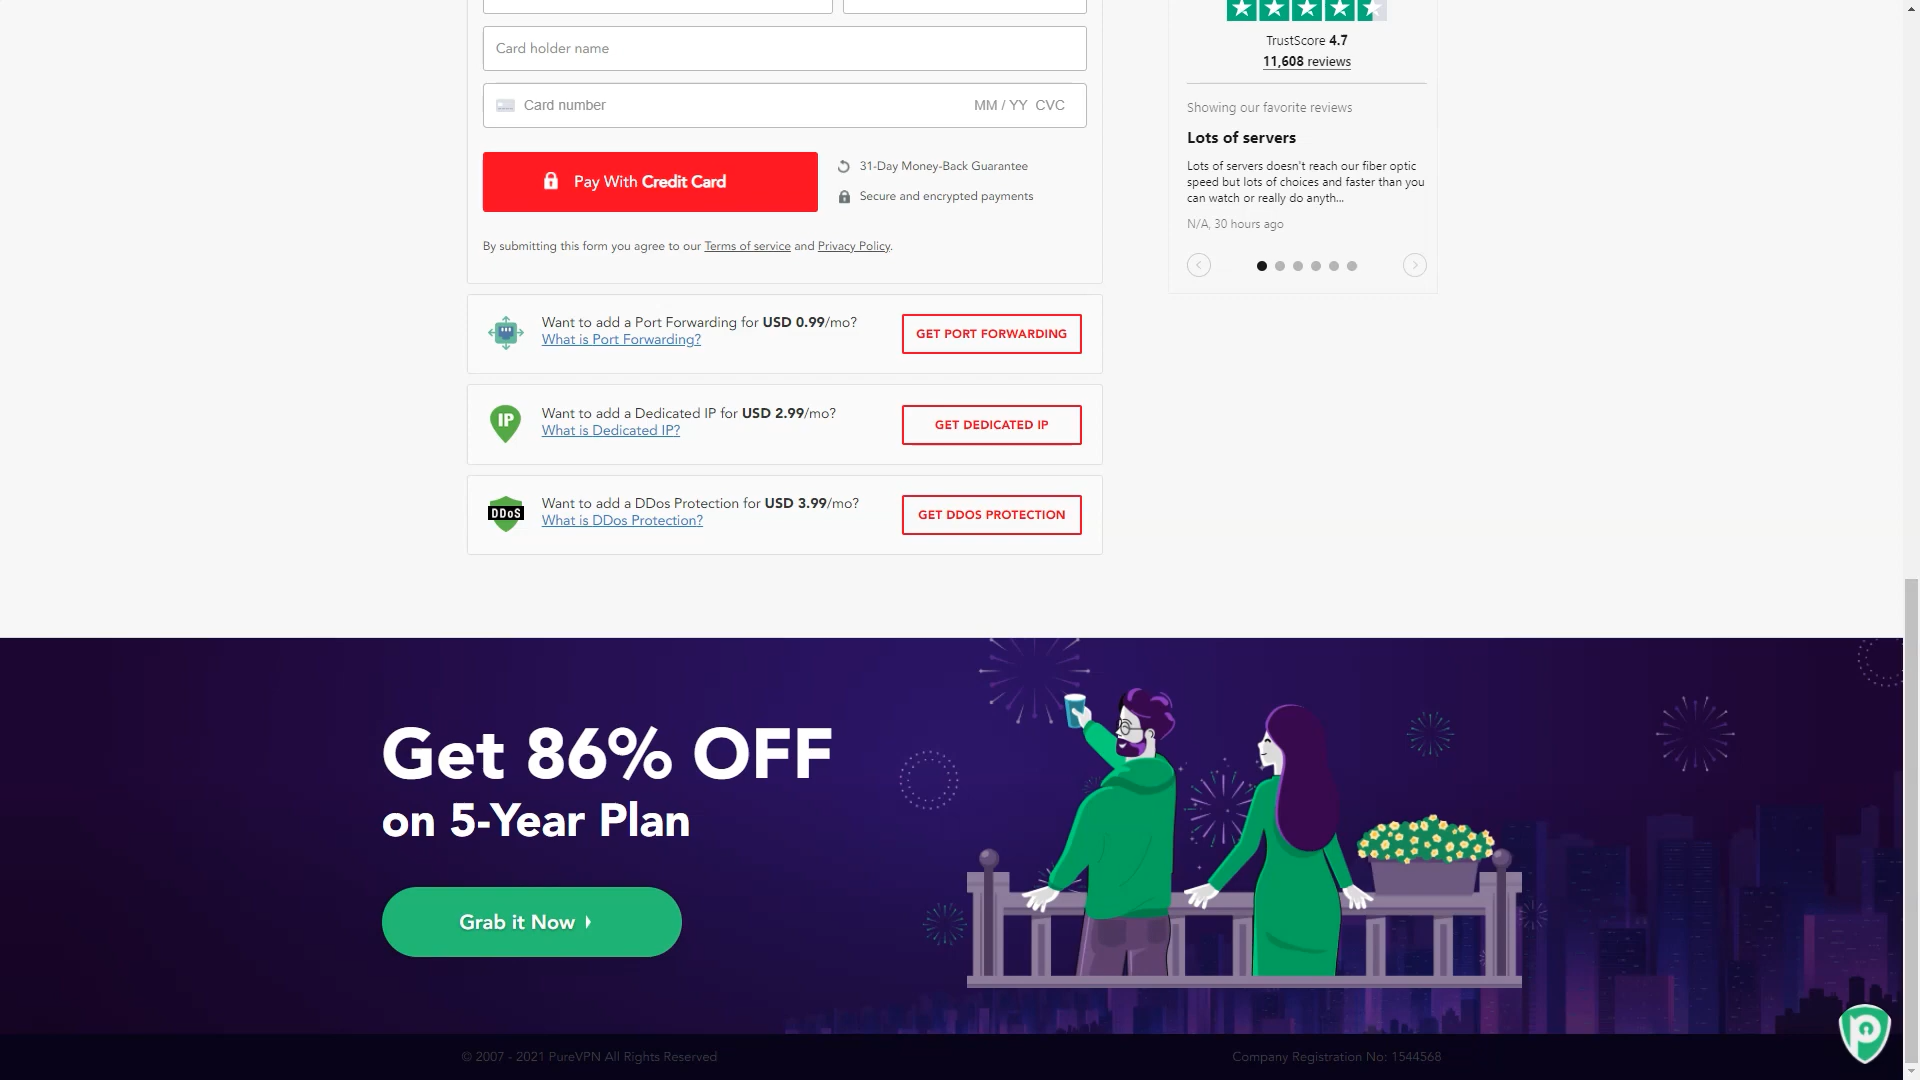 Card holder name
Card number MM / YY CVC
Pay With Credit Card
31-Day Money-Back Guarantee
Secure and encrypted payments
By submitting this form you agree to our Terms of service and Privacy Policy.
Want to add a Port Forwarding for USD 0.99/mo?
What is Port Forwarding?
GET PORT FORWARDING
IP
Want to add a Dedicated IP for USD 2.99/mo?
What is Dedicated IP?
GET DEDICATED IP
DDoS
Want to add a DDos Protection for USD 3.99/mo?
What is DDos Protection?
GET DDOS PROTECTION
TrustScore 4.7
11,608 reviews
Showing our favorite reviews
Lots of servers
Lots of servers doesn't reach our fiber optic
speed but lots of choices and faster than you
can watch or really do anyth...
N/A, 30 hours ago
Get 86% OFF
on 5-Year Plan
Grab it Now
© 2007 - 2021 PureVPN All Rights Reserved
Company Registration No: 1544568